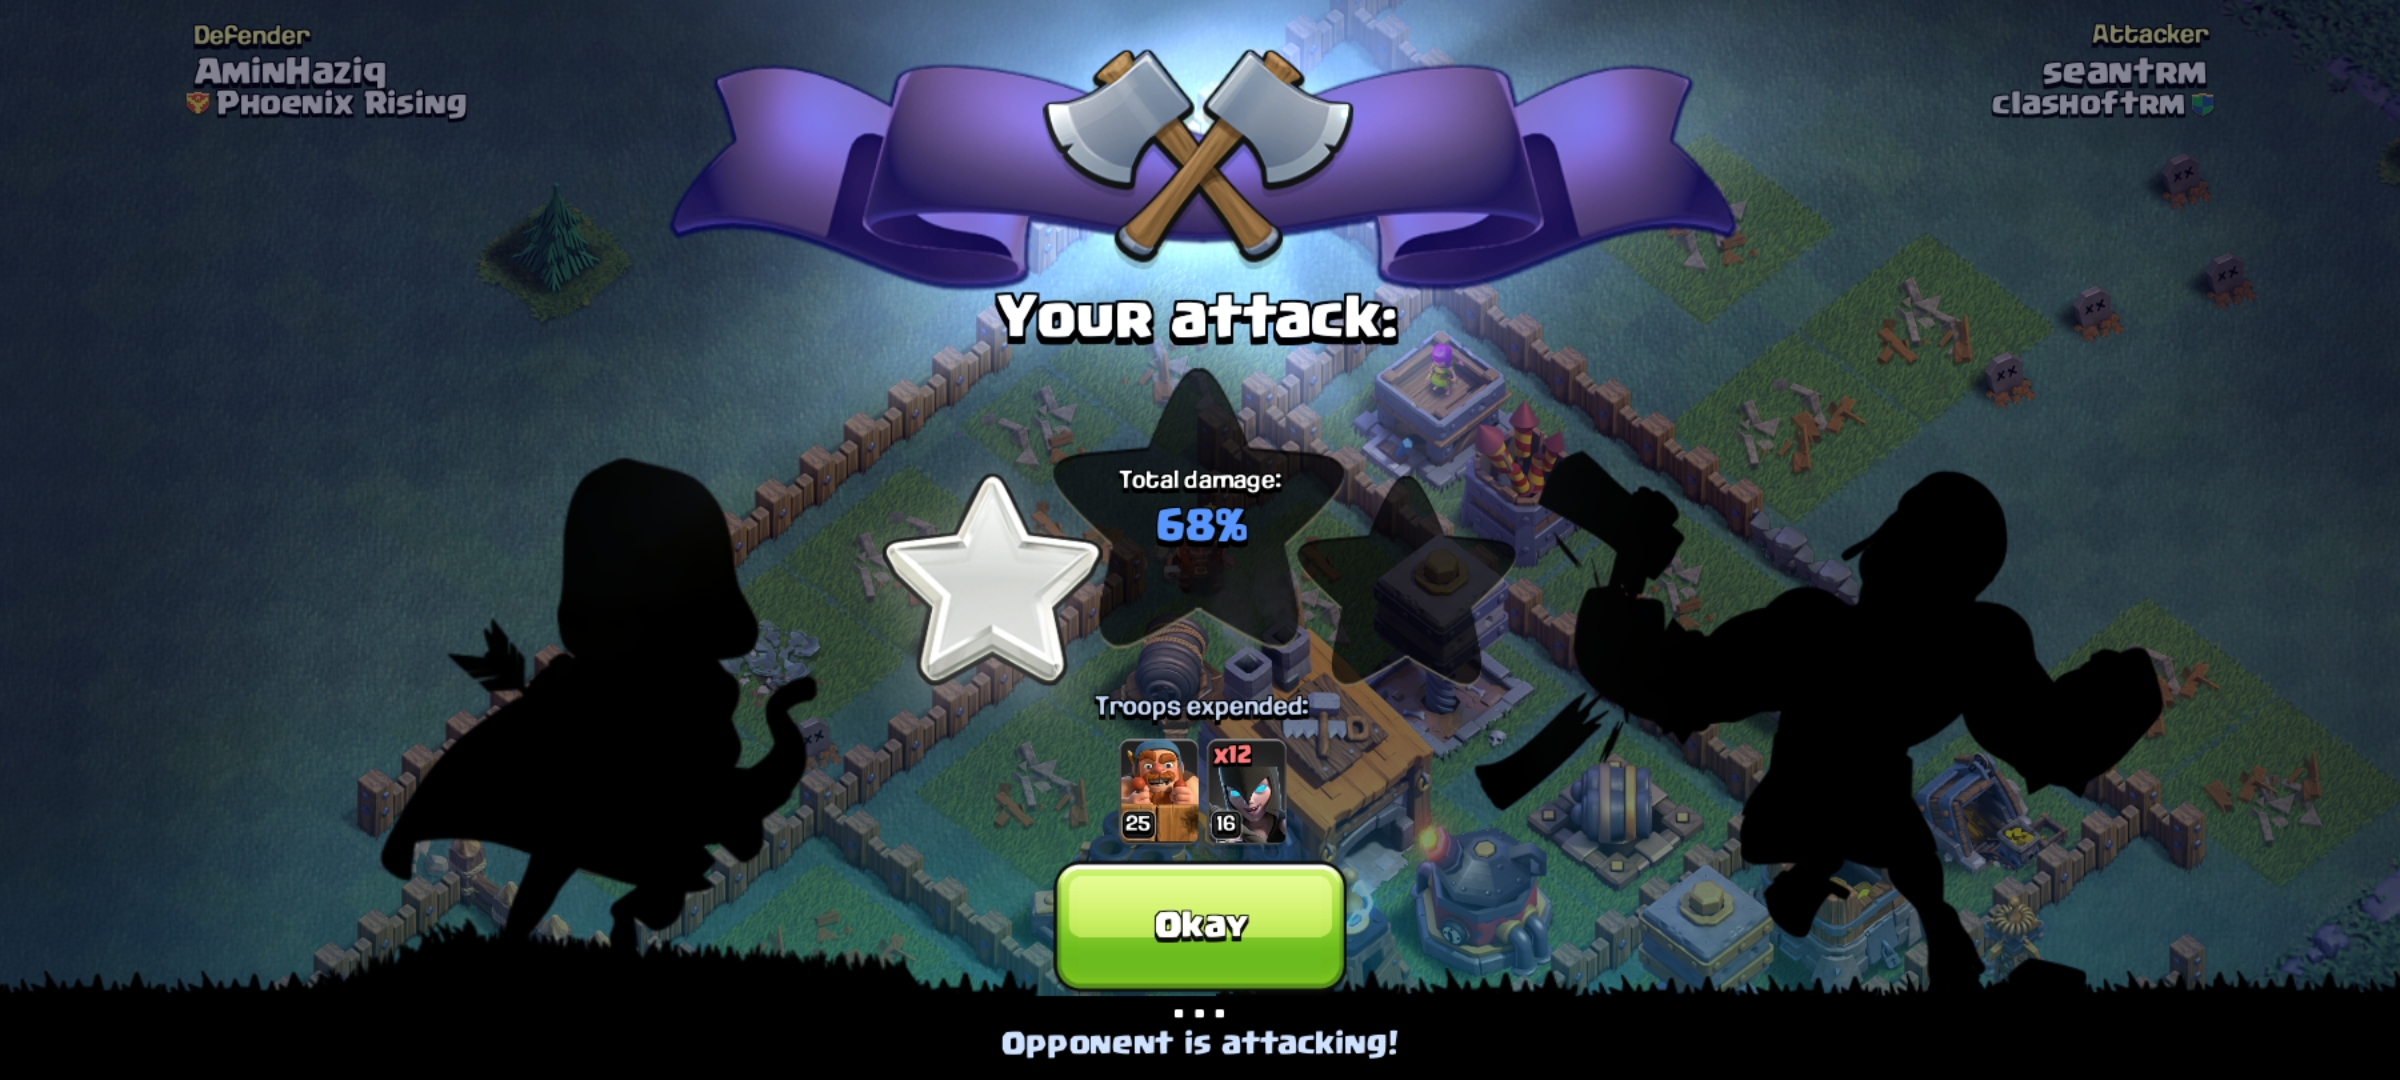 Defender
AminHaziq
Phoenix Rising
Attacker
seantRM
clashoftRM
Your attack:
Total damage:
68%
Troops expended:
x12
25
16
Okay
...
Opponent is attacking!